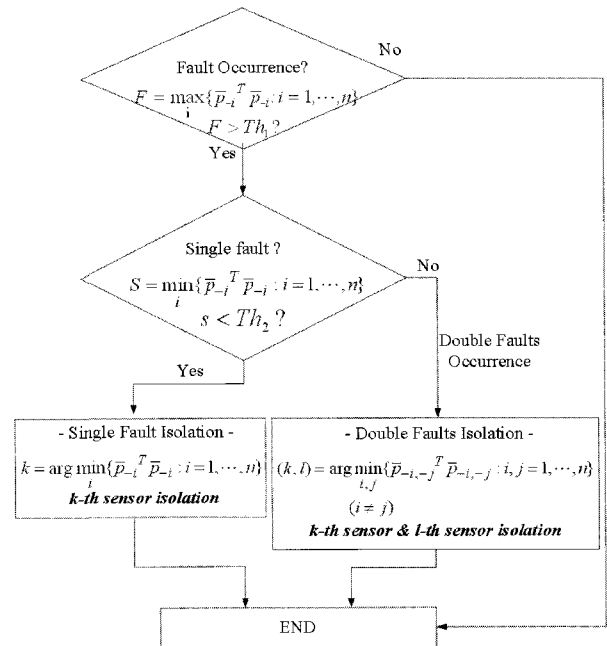 No
Fault Occurrence?
F = max{p̅₋ᵢᵀ p̅₋ᵢ : i = 1, ⋯, n}
i
F > Th₁ ?
Yes
Single fault ?
No
S = min{p̅₋ᵢᵀ p̅₋ᵢ : i = 1, ⋯, n}
i
s < Th₂ ?
Double Faults
Occurrence
Yes
- Single Fault Isolation -
k = arg min{p̅₋ᵢᵀ p̅₋ᵢ : i = 1, ⋯, n}
i
k-th sensor isolation
- Double Faults Isolation -
(k, l) = arg min{p̅₋ᵢ,₋ⱼᵀ p̅₋ᵢ,₋ⱼ : i, j = 1, ⋯, n}
i, j
(i ≠ j)
k-th sensor & l-th sensor isolation
END